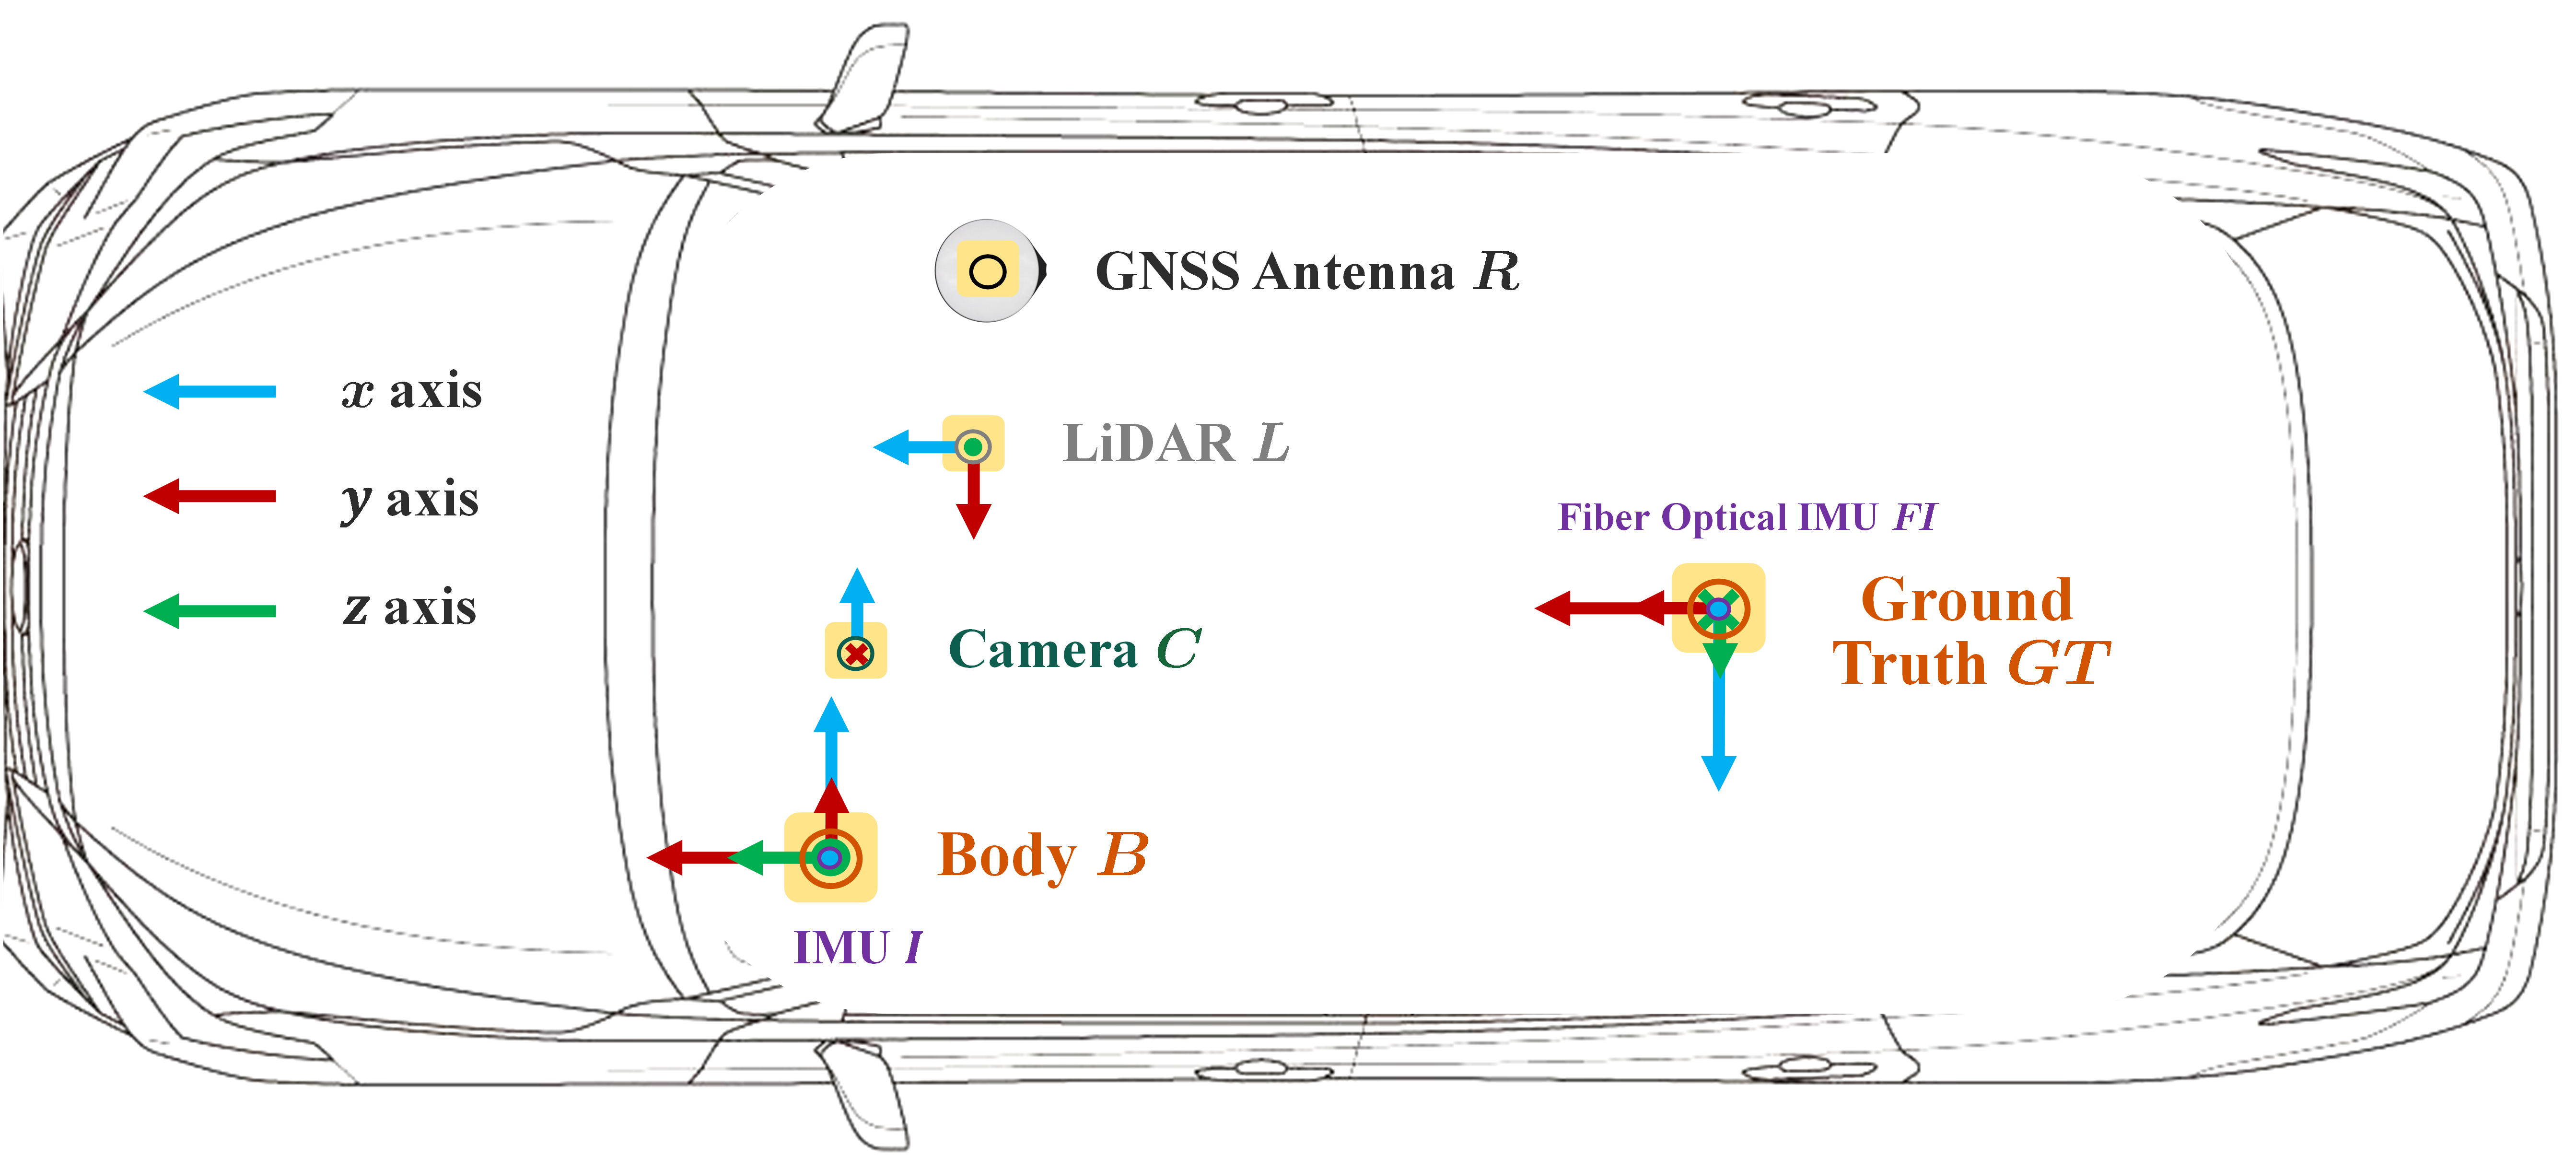 GNSS Antenna R
x axis
LiDAR L
y axis
Fiber Optical IMU FI
z axis
Ground
Truth GT
Camera C
Body B
IMU I